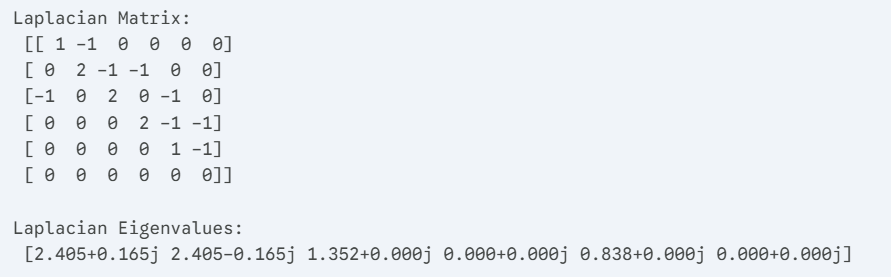 Laplacian Matrix:
[[ 1 -1  0  0  0  0]
[ 0  2 -1 -1  0  0]
[-1  0  2  0 -1  0]
[ 0  0  0  2 -1 -1]
[ 0  0  0  0  1 -1]
[ 0  0  0  0  0  0]]
Laplacian Eigenvalues:
[2.405+0.165j 2.405-0.165j 1.352+0.000j 0.000+0.000j 0.838+0.000j 0.000+0.000j]